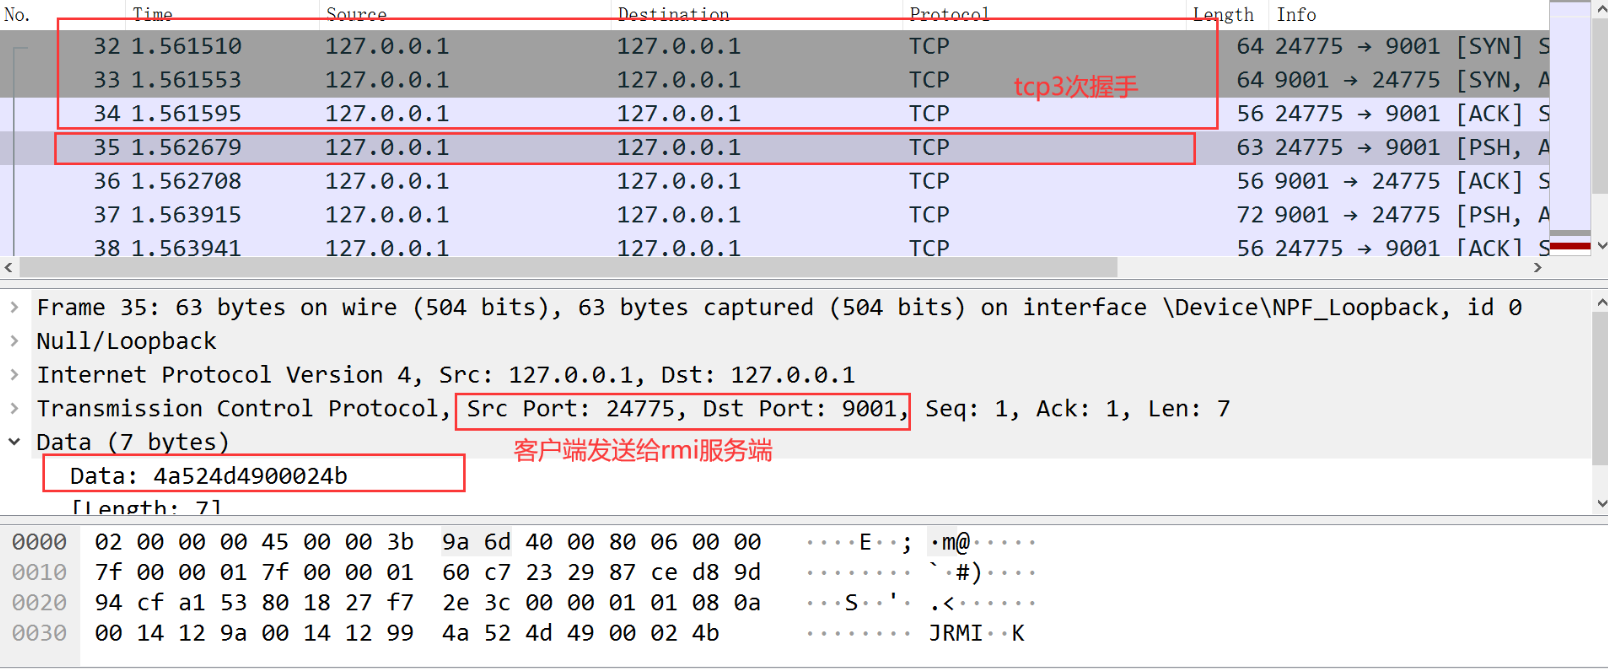 No. Time Source Destination Protocol Length Info
32 1.561510 127.0.0.1 127.0.0.1 TCP 64 24775 → 9001 [SYN] S
33 1.561553 127.0.0.1 127.0.0.1 TCP 64 9001 → 24775 [SYN, A
tcp3次握手
34 1.561595 127.0.0.1 127.0.0.1 TCP 56 24775 → 9001 [ACK] S
35 1.562679 127.0.0.1 127.0.0.1 TCP 63 24775 → 9001 [PSH, A
36 1.562708 127.0.0.1 127.0.0.1 TCP 56 9001 → 24775 [ACK] S
37 1.563915 127.0.0.1 127.0.0.1 TCP 72 9001 → 24775 [PSH, A
38 1.563941 127.0.0.1 127.0.0.1 TCP 56 24775 → 9001 [ACK] S
Frame 35: 63 bytes on wire (504 bits), 63 bytes captured (504 bits) on interface \Device\NPF_Loopback, id 0
Null/Loopback
Internet Protocol Version 4, Src: 127.0.0.1, Dst: 127.0.0.1
Transmission Control Protocol, Src Port: 24775, Dst Port: 9001, Seq: 1, Ack: 1, Len: 7
Data (7 bytes)
客户端发送给rmi服务端
Data: 4a524d4900024b
[Length: 7]
0000 02 00 00 00 45 00 00 3b 9a 6d 40 00 80 06 00 00 ····E··; ·m@·····
0010 7f 00 00 01 7f 00 00 01 60 c7 23 29 87 ce d8 9d ········ `·#)····
0020 94 cf a1 53 80 18 27 f7 2e 3c 00 00 01 01 08 0a ···S··'· .<······
0030 00 14 12 9a 00 14 12 99 4a 52 4d 49 00 02 4b ········ JRMI··K